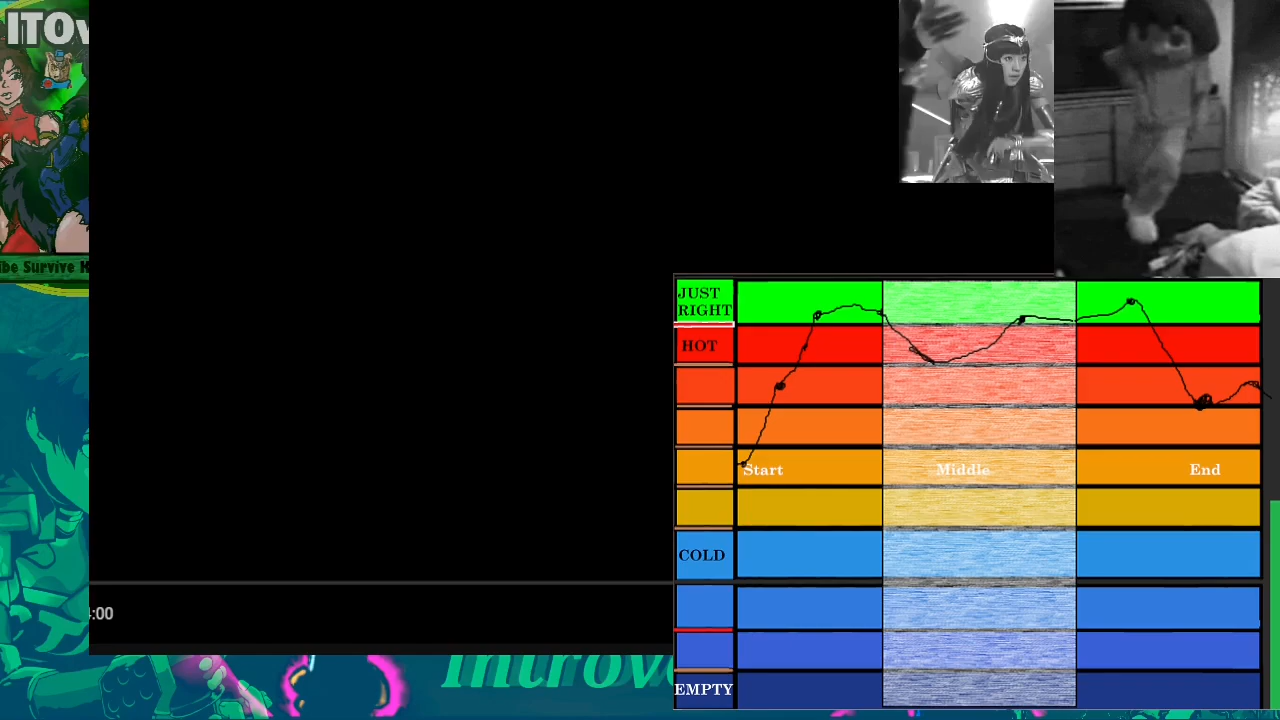 ITOv
ibe Survive K
JUST
RIGHT
HOT
Start
Middle
End
COLD
:00
Introve
EMPTY